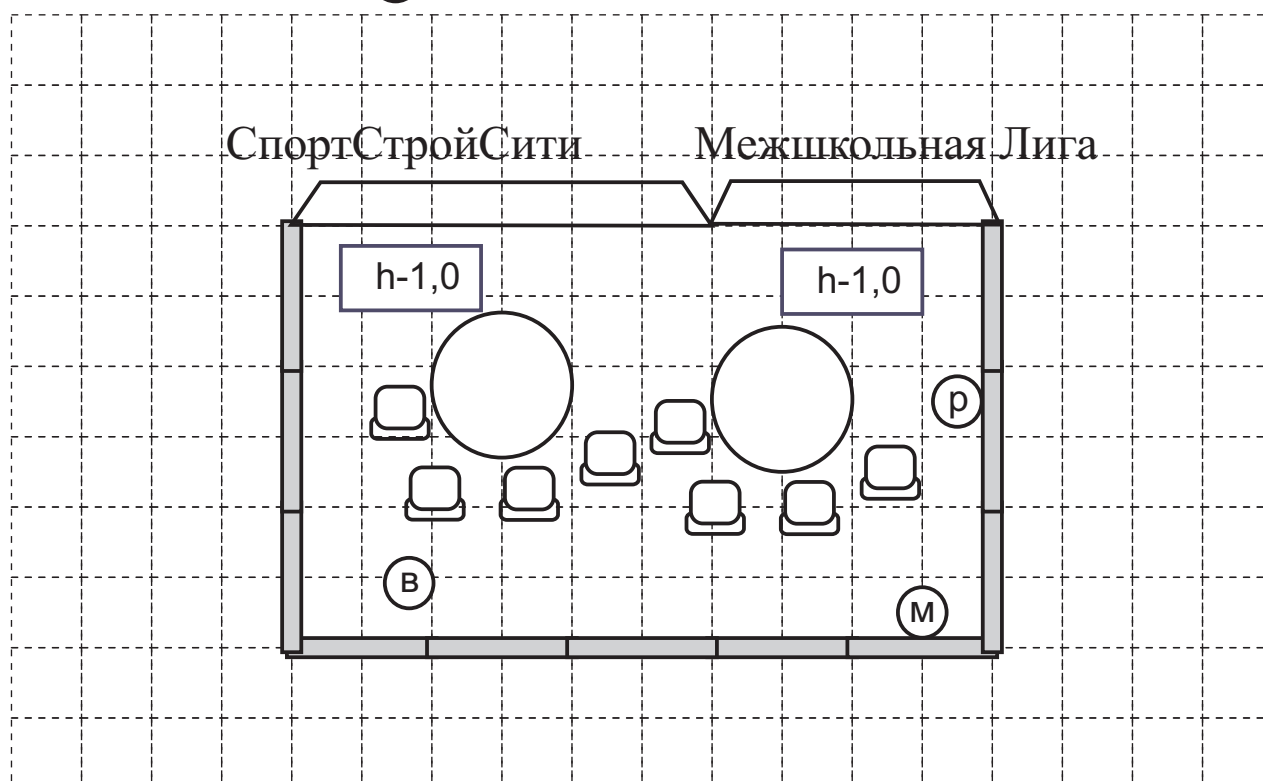 СпортСтройСити
Межшкольная Лига
h-1,0
h-1,0
р
в
м